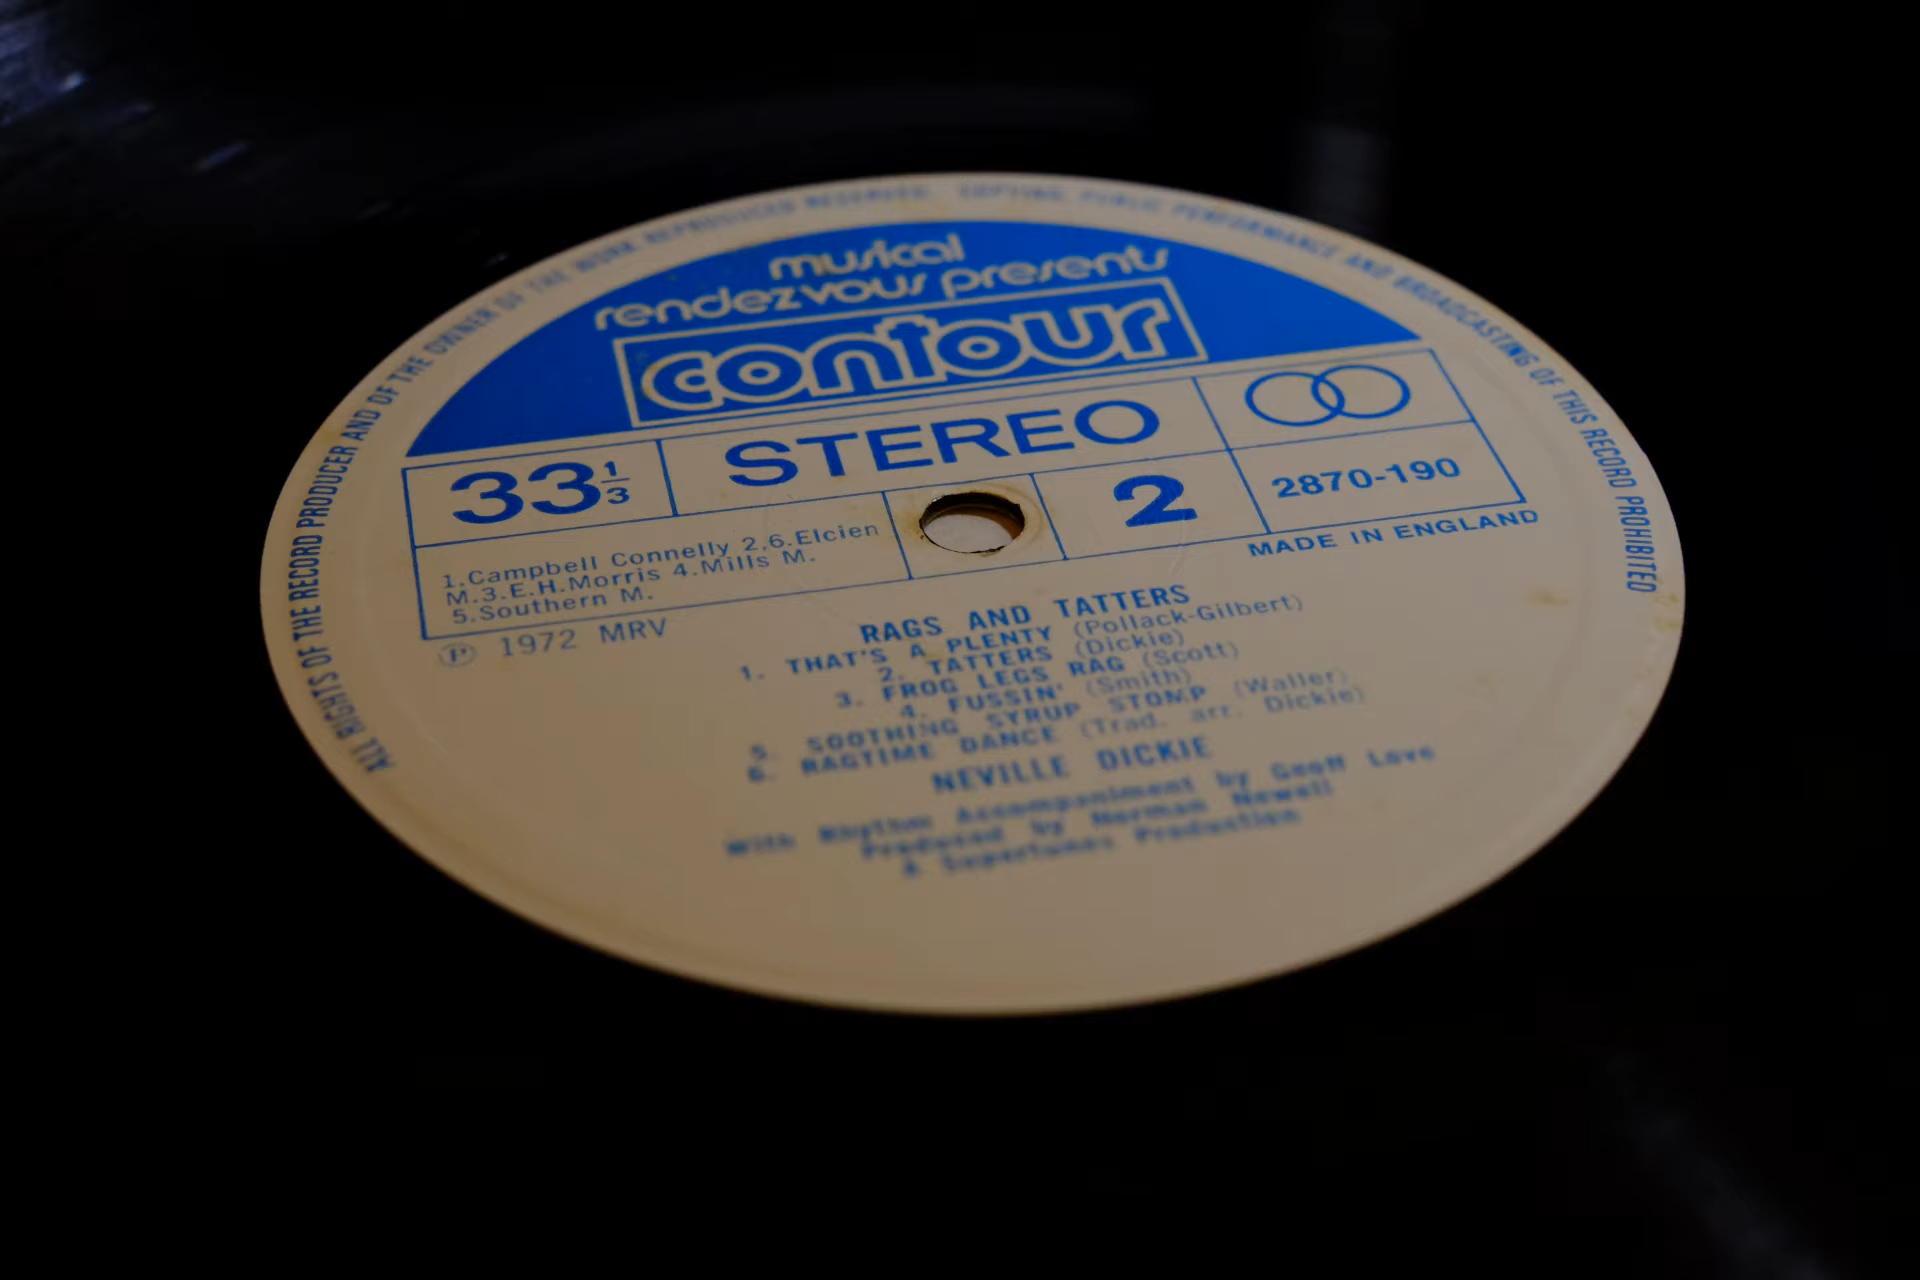 ALL RIGHTS OF THE RECORD PRODUCER AND OF THE OWNER OF THE WORK REPRODUCED RESERVED. COPYING, PUBLIC PERFORMANCE AND BROADCASTING OF THIS RECORD PROHIBITED
musical
rendezvous presents
contour
33 1/3
STEREO
2870-190
2
1.Campbell Connelly 2,6.Elcien
M.3.E.H.Morris 4.Mills M.
5.Southern M.
MADE IN ENGLAND
℗ 1972 MRV
RAGS AND TATTERS
1. THAT'S A PLENTY (Pollack-Gilbert)
2. TATTERS (Dickie)
3. FROG LEGS RAG (Scott)
4. FUSSIN' (Smith)
5. SOOTHING SYRUP STOMP (Waller)
6. RAGTIME DANCE (Trad. arr. Dickie)
NEVILLE DICKIE
With Rhythm Accompaniment by Geoff Love
Produced by Norman Newell
A Supertunes Production